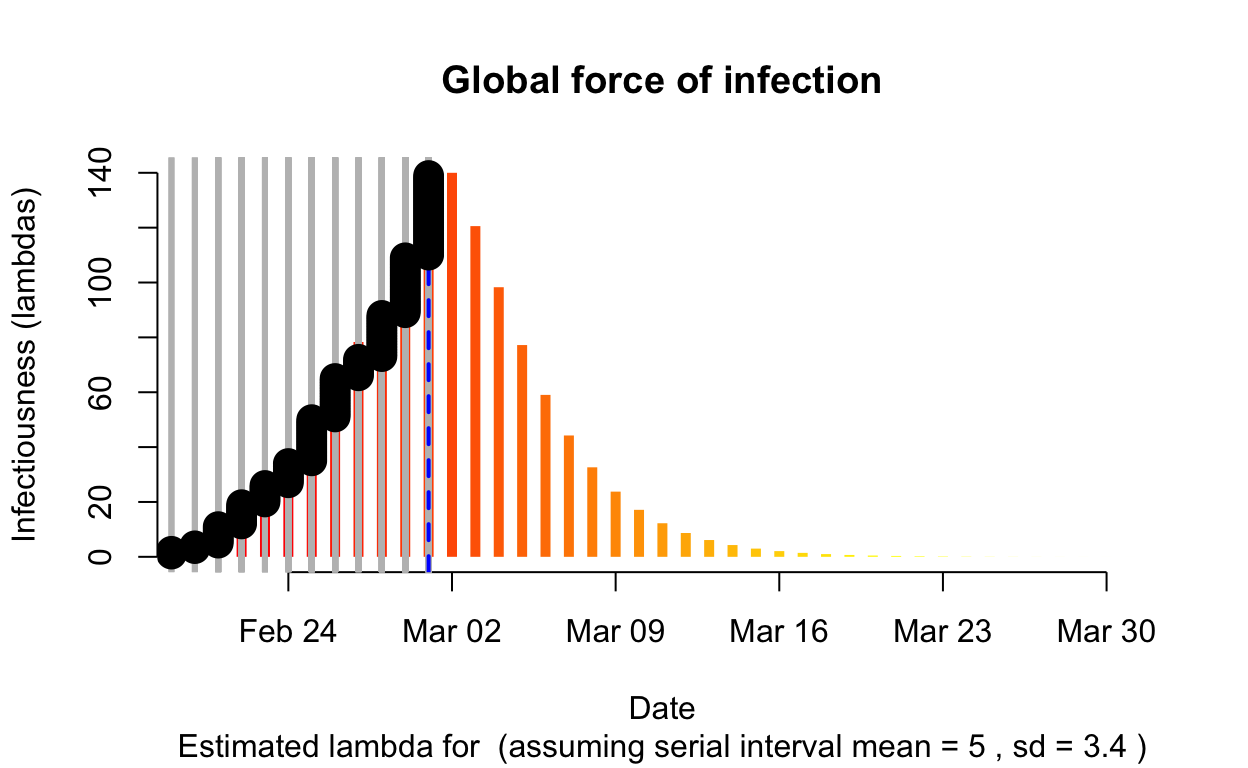 Global force of infection
Infectiousness (lambdas)
140
100
60
20
0
Feb 24 Mar 02 Mar 09 Mar 16 Mar 23 Mar 30
Date
Estimated lambda for  (assuming serial interval mean = 5 , sd = 3.4 )